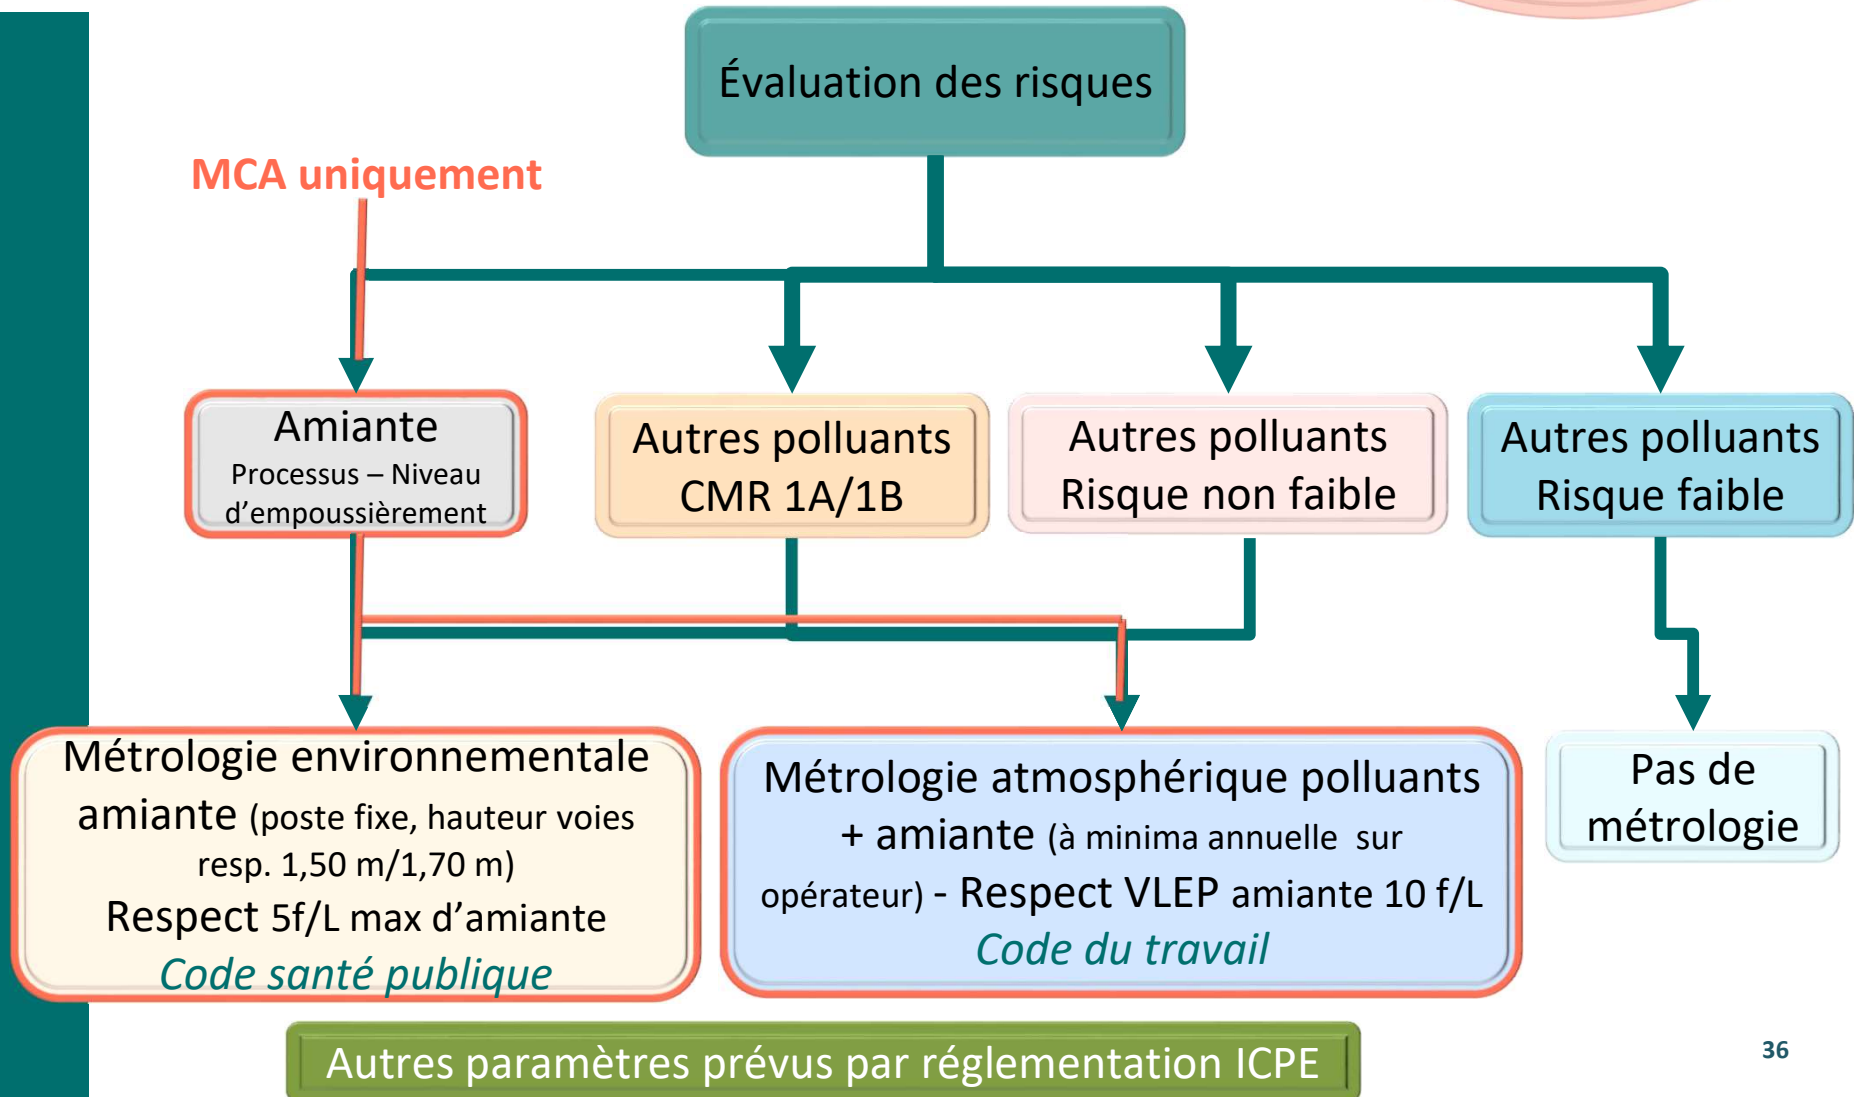 Évaluation des risques
MCA uniquement
Amiante
Processus – Niveau
d’empoussièrement
Autres polluants
CMR 1A/1B
Autres polluants
Risque non faible
Autres polluants
Risque faible
Métrologie environnementale
amiante (poste fixe, hauteur voies
resp. 1,50 m/1,70 m)
Respect 5f/L max d’amiante
Code santé publique
Métrologie atmosphérique polluants
+ amiante (à minima annuelle sur
opérateur) - Respect VLEP amiante 10 f/L
Code du travail
Pas de
métrologie
Autres paramètres prévus par réglementation ICPE
36